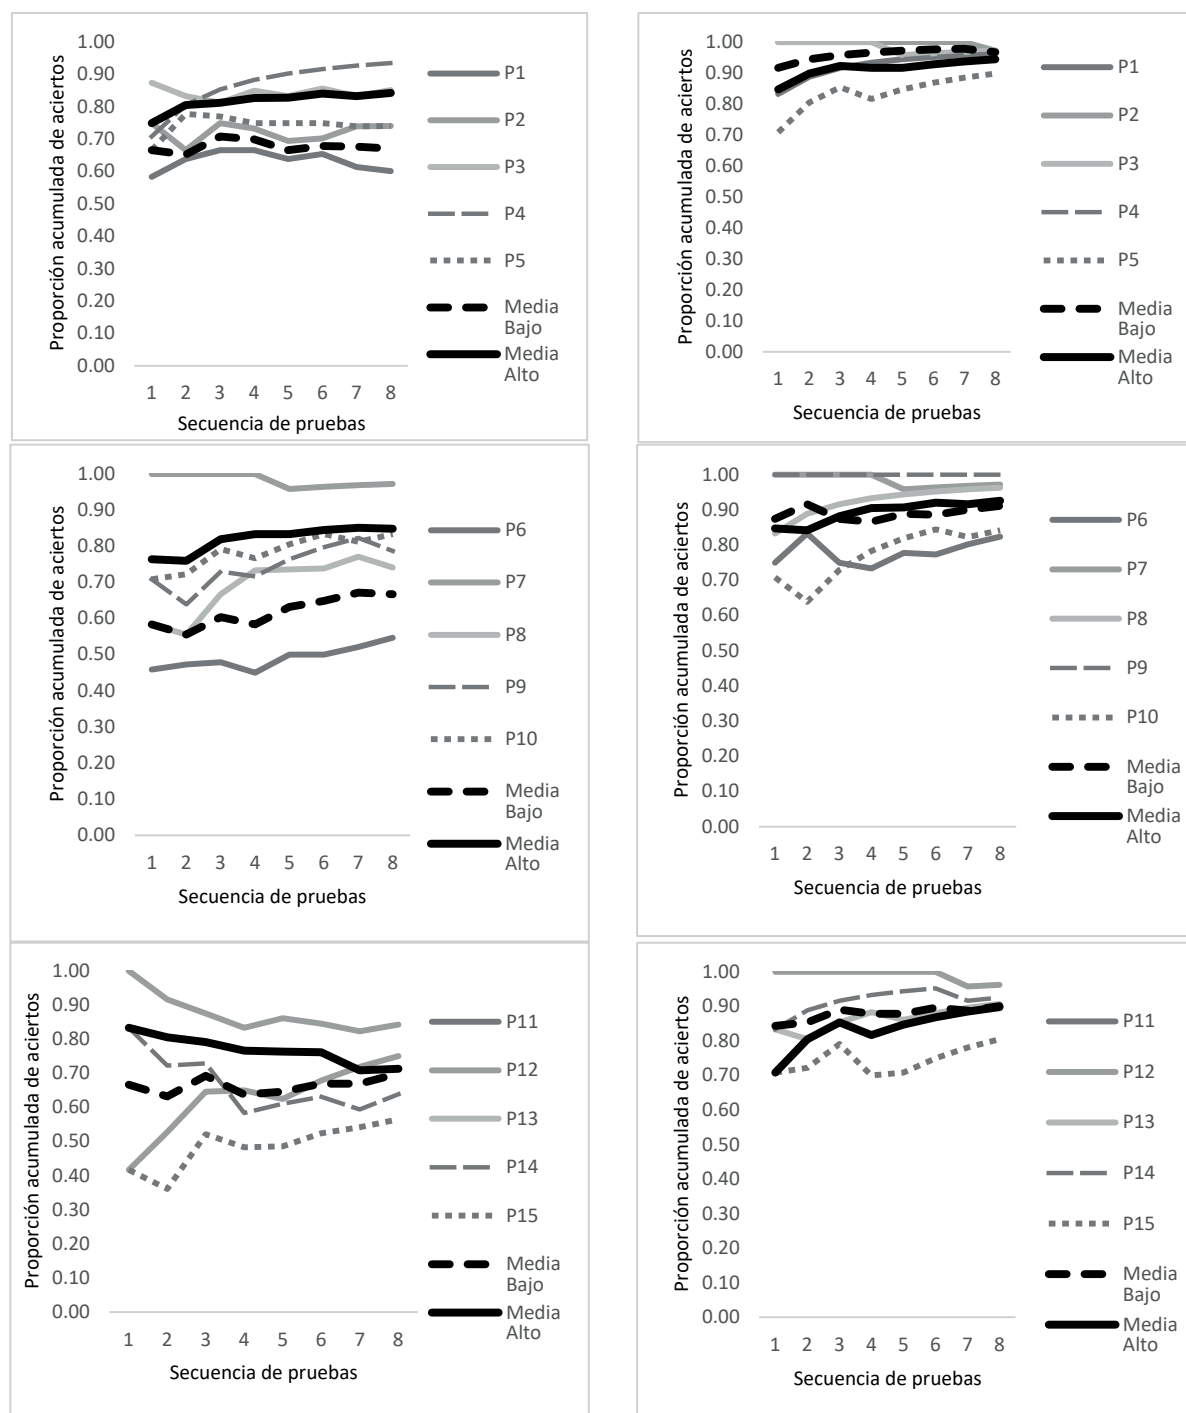 Proporción acumulada de aciertos
1.00
0.90
0.80
0.70
0.60
0.50
0.40
0.30
0.20
0.10
0.00
1 2 3 4 5 6 7 8
Secuencia de pruebas
P1
P2
P3
P4
P5
Media
Bajo
Media
Alto
Proporción acumulada de aciertos
1.00
0.90
0.80
0.70
0.60
0.50
0.40
0.30
0.20
0.10
0.00
1 2 3 4 5 6 7 8
Secuencia de pruebas
P1
P2
P3
P4
P5
Media
Bajo
Media
Alto
Proporción acumulada de aciertos
1.00
0.90
0.80
0.70
0.60
0.50
0.40
0.30
0.20
0.10
0.00
1 2 3 4 5 6 7 8
Secuencia de pruebas
P6
P7
P8
P9
P10
Media
Bajo
Media
Alto
Proporción acumulada de aciertos
1.00
0.90
0.80
0.70
0.60
0.50
0.40
0.30
0.20
0.10
0.00
1 2 3 4 5 6 7 8
Secuencia de pruebas
P6
P7
P8
P9
P10
Media
Bajo
Media
Alto
Proporción acumulada de aciertos
1.00
0.90
0.80
0.70
0.60
0.50
0.40
0.30
0.20
0.10
0.00
1 2 3 4 5 6 7 8
Secuencia de pruebas
P11
P12
P13
P14
P15
Media
Bajo
Media
Alto
Proporción acumulada de aciertos
1.00
0.90
0.80
0.70
0.60
0.50
0.40
0.30
0.20
0.10
0.00
1 2 3 4 5 6 7 8
Secuencia de pruebas
P11
P12
P13
P14
P15
Media
Bajo
Media
Alto